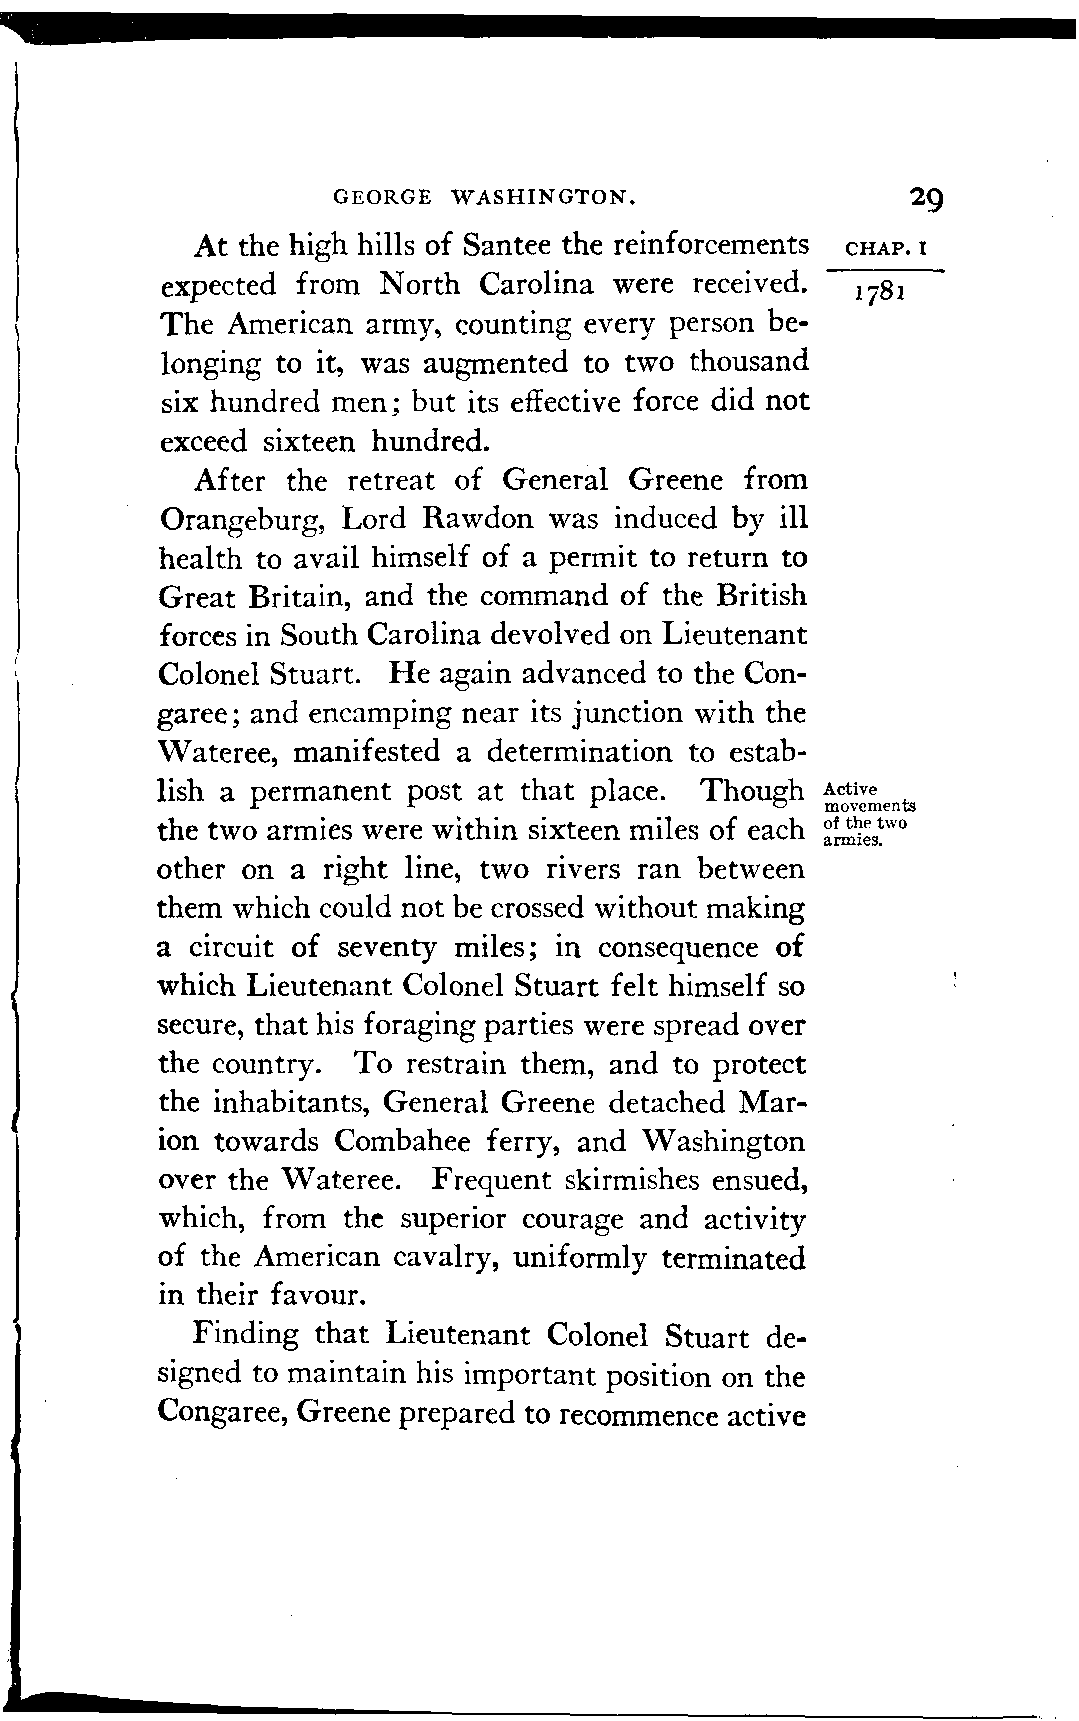 GEORGE WASHINGTON. 29
At the high hills of Santee the reinforcements
CHAP. I
expected from North Carolina were received.
1781
The American army, counting every person be-
longing to it, was augmented to two thousand
six hundred men; but its effective force did not
exceed sixteen hundred.
After the retreat of General Greene from
Orangeburg, Lord Rawdon was induced by ill
health to avail himself of a permit to return to
Great Britain, and the command of the British
forces in South Carolina devolved on Lieutenant
Colonel Stuart. He again advanced to the Con-
garee; and encamping near its junction with the
Wateree, manifested a determination to estab-
lish a permanent post at that place. Though
the two armies were within sixteen miles of each
Active
movements
of the two
armies.
other on a right line, two rivers ran between
them which could not be crossed without making
a circuit of seventy miles; in consequence of
which Lieutenant Colonel Stuart felt himself so
secure, that his foraging parties were spread over
the country. To restrain them, and to protect
the inhabitants, General Greene detached Mar-
ion towards Combahee ferry, and Washington
over the Wateree. Frequent skirmishes ensued,
which, from the superior courage and activity
of the American cavalry, uniformly terminated
in their favour.
Finding that Lieutenant Colonel Stuart de-
signed to maintain his important position on the
Congaree, Greene prepared to recommence active